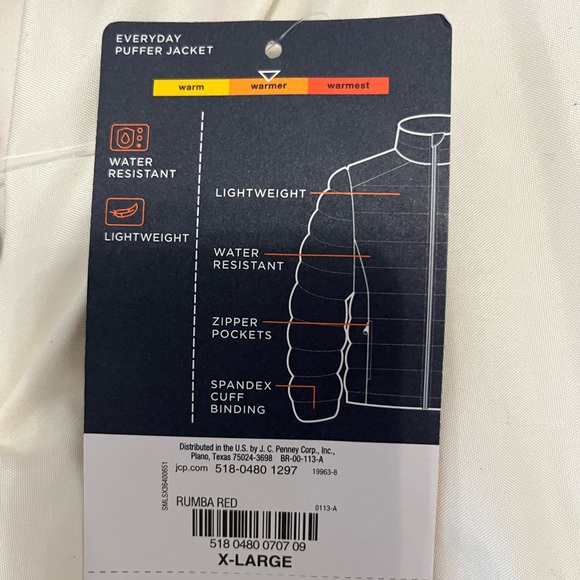 EVERYDAY
PUFFER JACKET
warm
warmer
warmest
WATER
RESISTANT
LIGHTWEIGHT
LIGHTWEIGHT
WATER
RESISTANT
ZIPPER
POCKETS
SPANDEX
CUFF
BINDING
Distributed in the U.S. by J. C. Penney Corp., Inc.,
Plano, Texas 75024-3698 BR-00-113-A
jcp.com 518-0480 1297 19963-8
SMLSX36400651
RUMBA RED 0113-A
518 0480 0707 09
X-LARGE